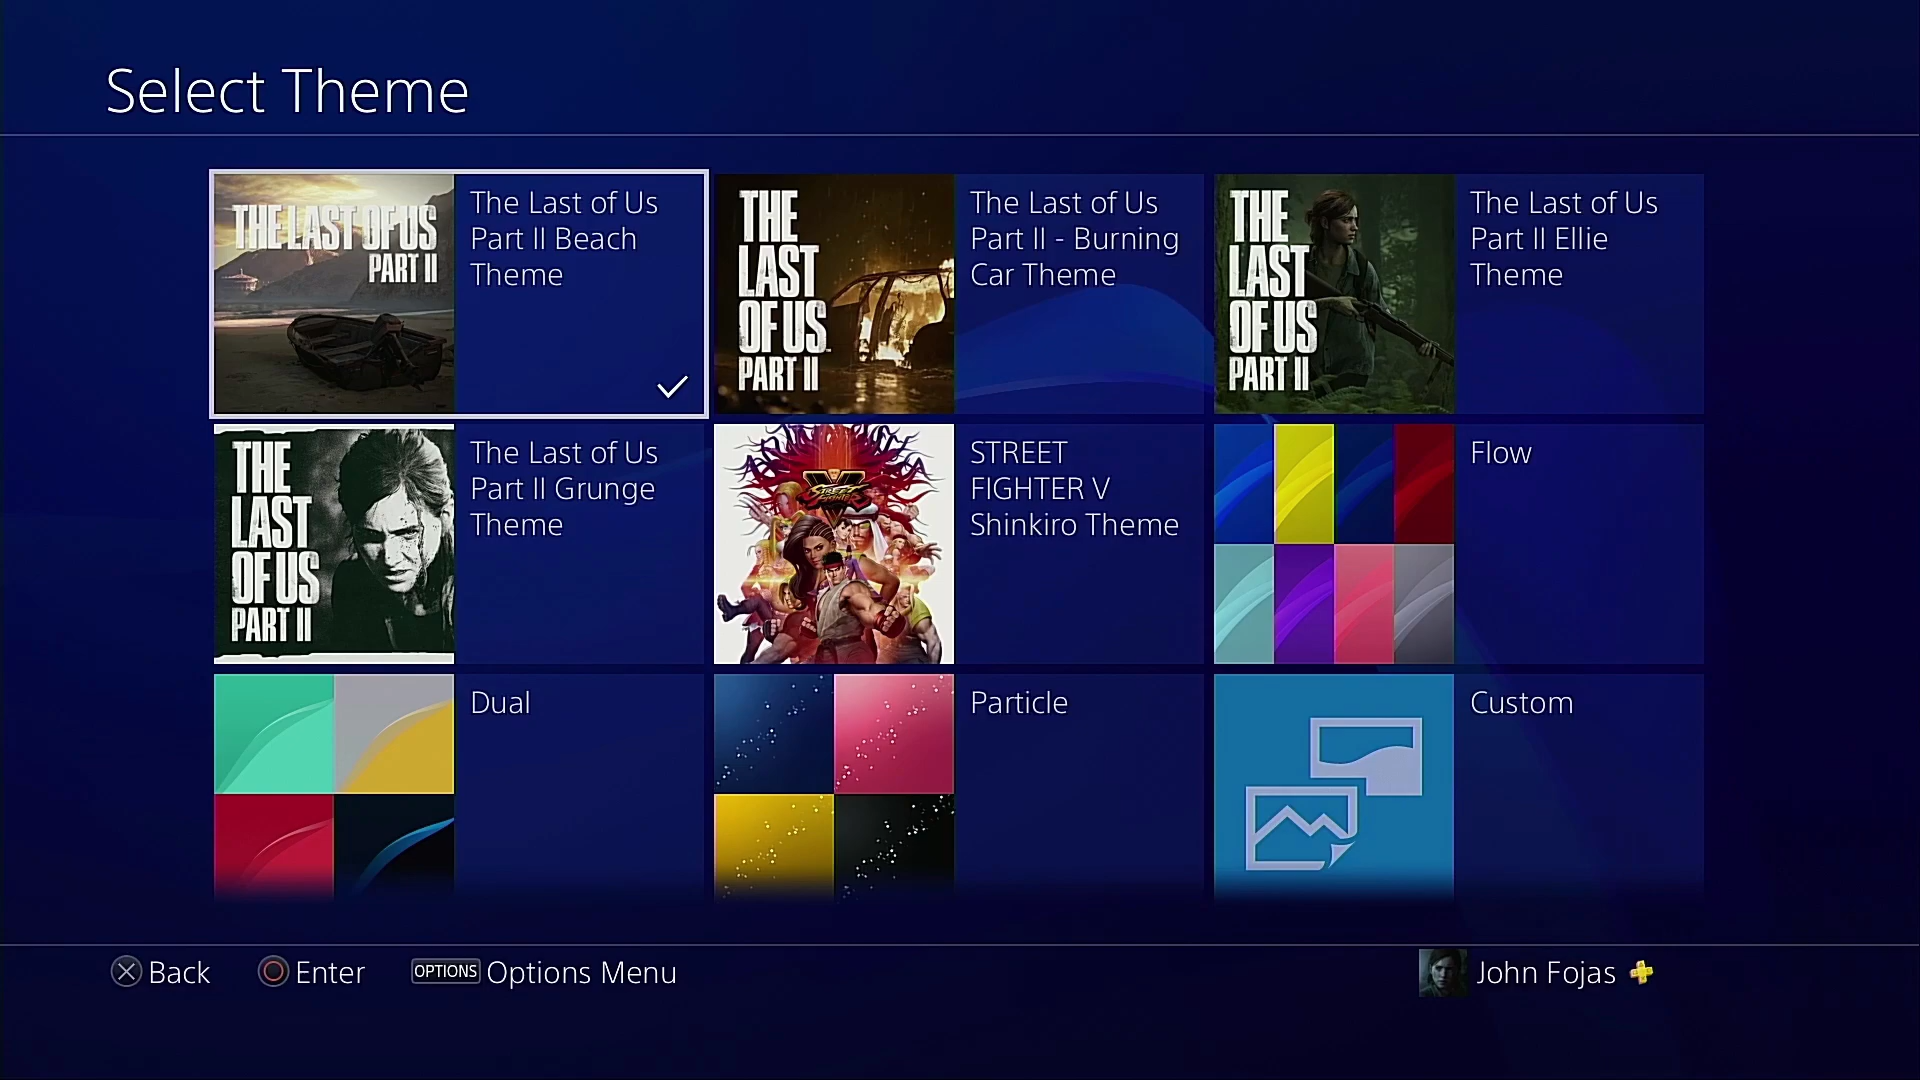 Select Theme
THE LAST OF US
PART II
The Last of Us
Part II Beach
Theme
THE
LAST
OF US
PART II
The Last of Us
Part II - Burning
Car Theme
THE
LAST
OF US
PART II
The Last of Us
Part II Ellie
Theme
THE
LAST
OF US
PART II
The Last of Us
Part II Grunge
Theme
V
STREET
FIGHTER
STREET
FIGHTER V
Shinkiro Theme
Flow
Dual
Particle
Custom
Back
Enter
OPTIONS Options Menu
John Fojas